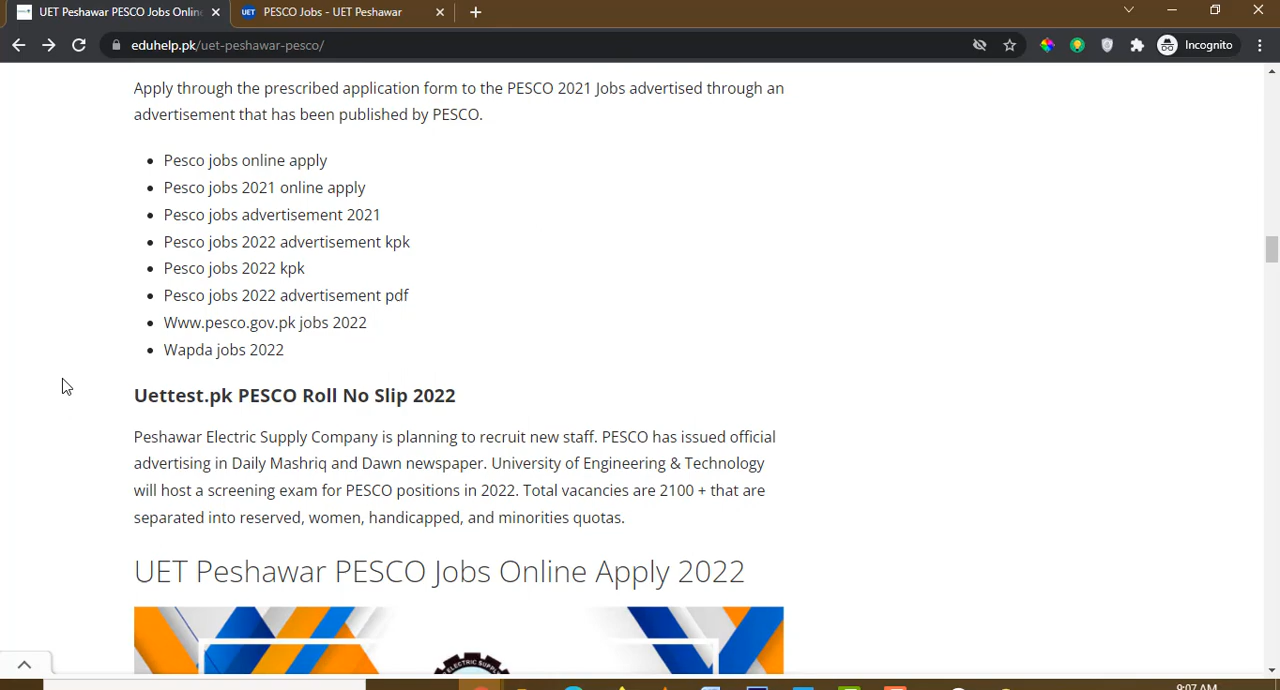 UET Peshawar PESCO Jobs Onlin
UET PESCO Jobs - UET Peshawar
eduhelp.pk/uet-peshawar-pesco/
Incognito
Apply through the prescribed application form to the PESCO 2021 Jobs advertised through an
advertisement that has been published by PESCO.
• Pesco jobs online apply
• Pesco jobs 2021 online apply
• Pesco jobs advertisement 2021
• Pesco jobs 2022 advertisement kpk
• Pesco jobs 2022 kpk
• Pesco jobs 2022 advertisement pdf
• Www.pesco.gov.pk jobs 2022
• Wapda jobs 2022
Uettest.pk PESCO Roll No Slip 2022
Peshawar Electric Supply Company is planning to recruit new staff. PESCO has issued official
advertising in Daily Mashriq and Dawn newspaper. University of Engineering & Technology
will host a screening exam for PESCO positions in 2022. Total vacancies are 2100 + that are
separated into reserved, women, handicapped, and minorities quotas.
UET Peshawar PESCO Jobs Online Apply 2022
ELECTRIC SUPPL
9:07 AM